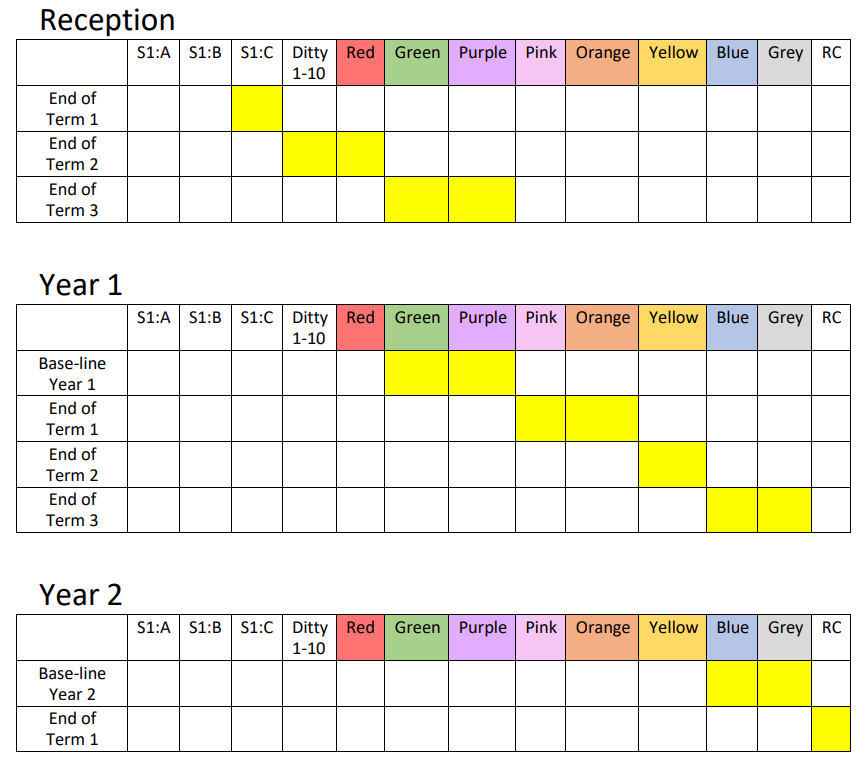 Reception
S1:A S1:B S1:C Ditty Red Green Purple Pink Orange Yellow Blue Grey RC
1-10
End of
Term 1
End of
Term 2
End of
Term 3
Year 1
S1:A S1:B S1:C Ditty Red Green Purple Pink Orange Yellow Blue Grey RC
1-10
Base-line
Year 1
End of
Term 1
End of
Term 2
End of
Term 3
Year 2
S1:A S1:B S1:C Ditty Red Green Purple Pink Orange Yellow Blue Grey RC
1-10
Base-line
Year 2
End of
Term 1